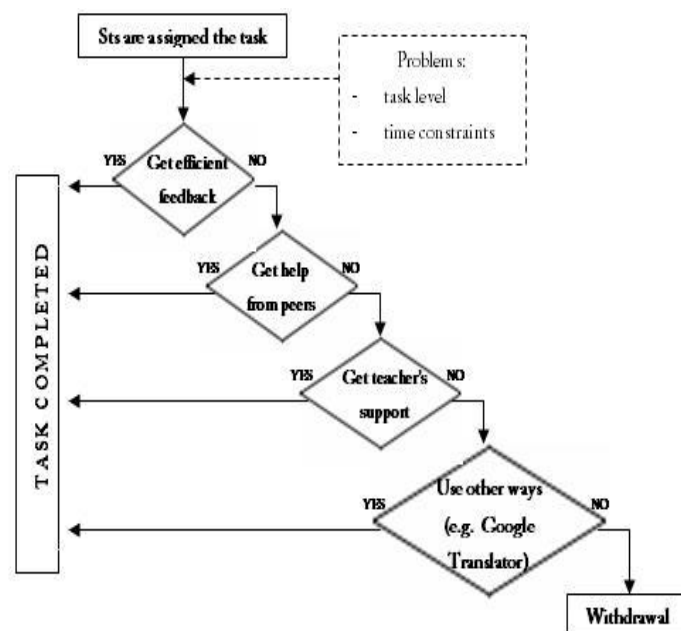 Sts are assigned the task
Problems:
- task level
- time constraints
YES
Get efficient
feedback
NO
YES
Get help
from peers
NO
YES
Get teacher's
support
NO
YES
Use other ways
(e.g. Google
Translator)
NO
TASK COMPLETED
Withdrawal